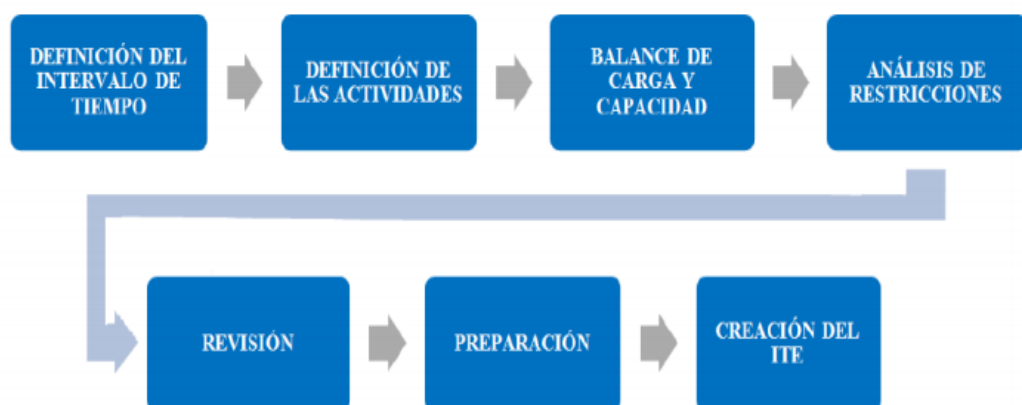 DEFINICIÓN DEL
INTERVALO DE
TIEMPO
DEFINICIÓN DE
LAS ACTIVIDADES
BALANCE DE
CARGA Y
CAPACIDAD
ANÁLISIS DE
RESTRICCIONES
REVISIÓN
PREPARACIÓN
CREACIÓN DEL
ITE